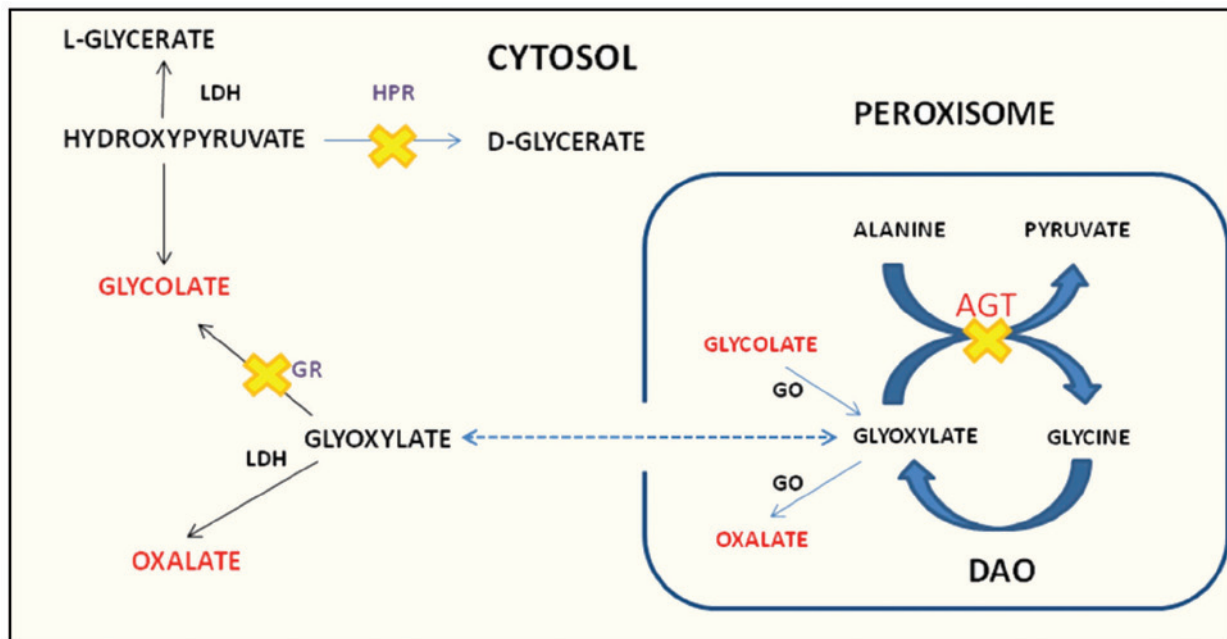 L-GLYCERATE
CYTOSOL
LDH
HPR
HYDROXYPYRUVATE
D-GLYCERATE
PEROXISOME
ALANINE
PYRUVATE
GLYCOLATE
AGT
GLYCOLATE
GR
GO
GLYOXYLATE
GLYOXYLATE
GLYCINE
LDH
GO
OXALATE
OXALATE
DAO